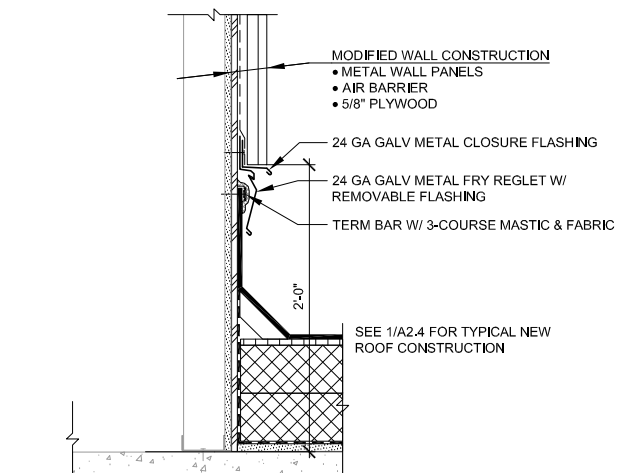 MODIFIED WALL CONSTRUCTION
• METAL WALL PANELS
• AIR BARRIER
• 5/8" PLYWOOD
24 GA GALV METAL CLOSURE FLASHING
24 GA GALV METAL FRY REGLET W/
REMOVABLE FLASHING
TERM BAR W/ 3-COURSE MASTIC & FABRIC
2'-0"
SEE 1/A2.4 FOR TYPICAL NEW
ROOF CONSTRUCTION